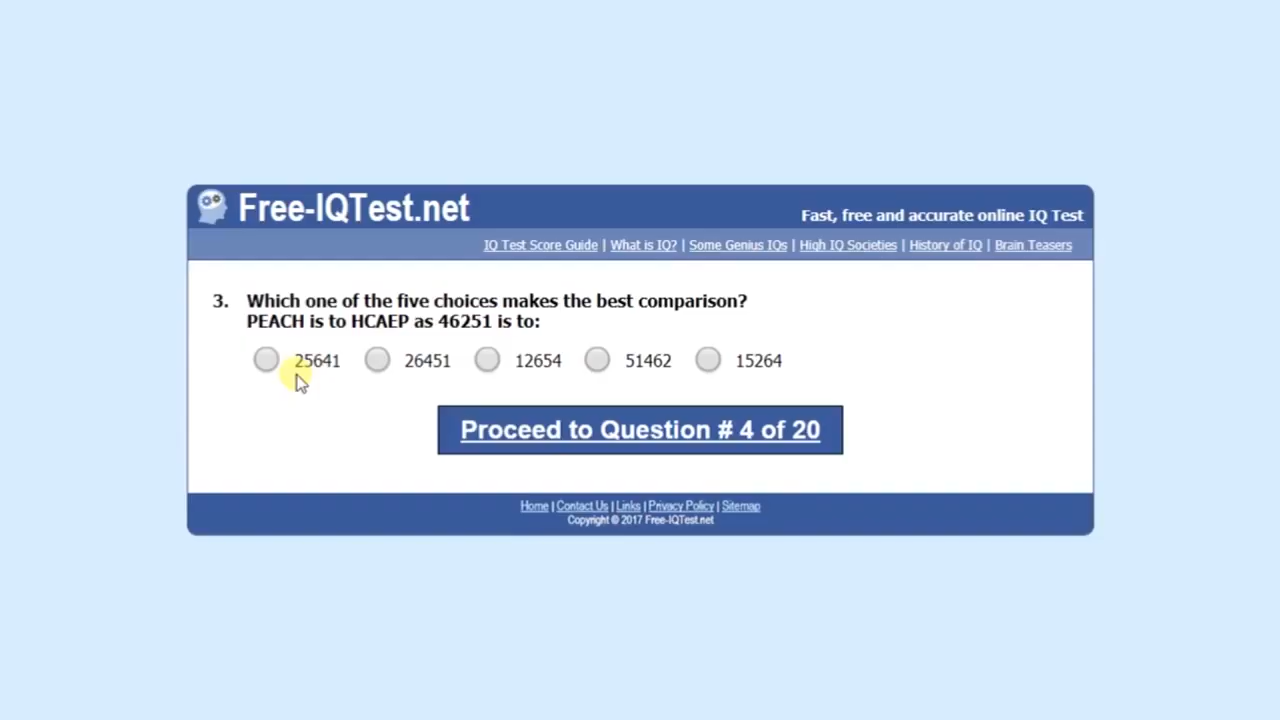 Free-IQTest.net
Fast, free and accurate online IQ Test
IQ Test Score Guide | What is IQ? | Some Genius IQs | High IQ Societies | History of IQ | Brain Teasers
3. Which one of the five choices makes the best comparison?
PEACH is to HCAEP as 46251 is to:
25641 26451 12654 51462 15264
Proceed to Question # 4 of 20
Home | Contact Us | Links | Privacy Policy | Sitemap
Copyright © 2017 Free-IQTest.net